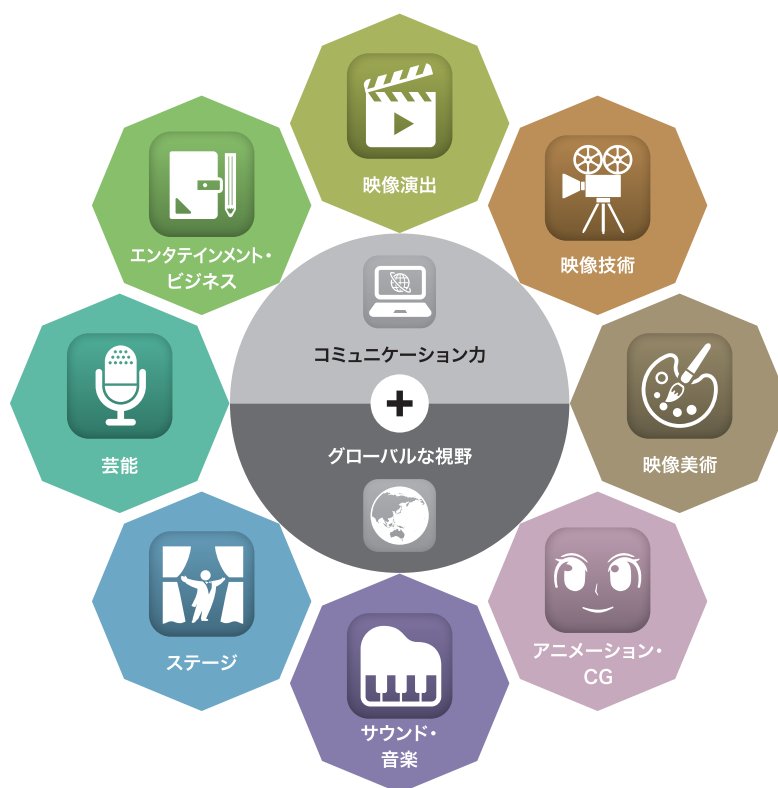 映像演出
映像技術
映像美術
アニメーション・
CG
サウンド・
音楽
ステージ
芸能
エンタテインメント・
ビジネス
コミュニケーション力
+
グローバルな視野